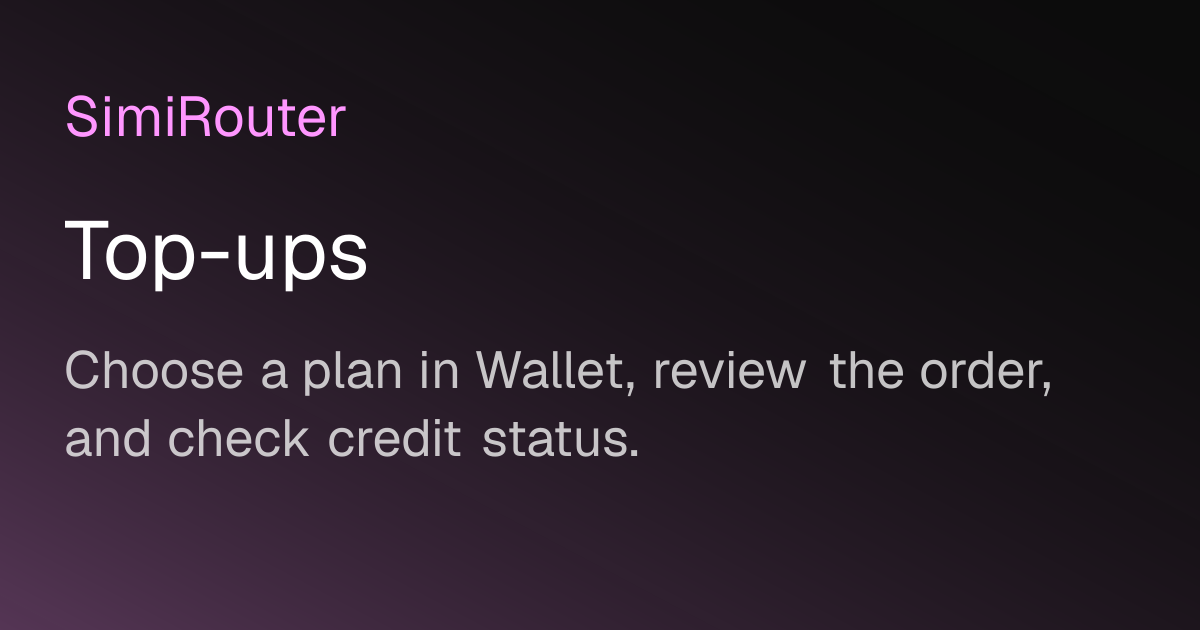 SimiRouter
Top-ups
Choose a plan in Wallet, review the order,
and check credit status.